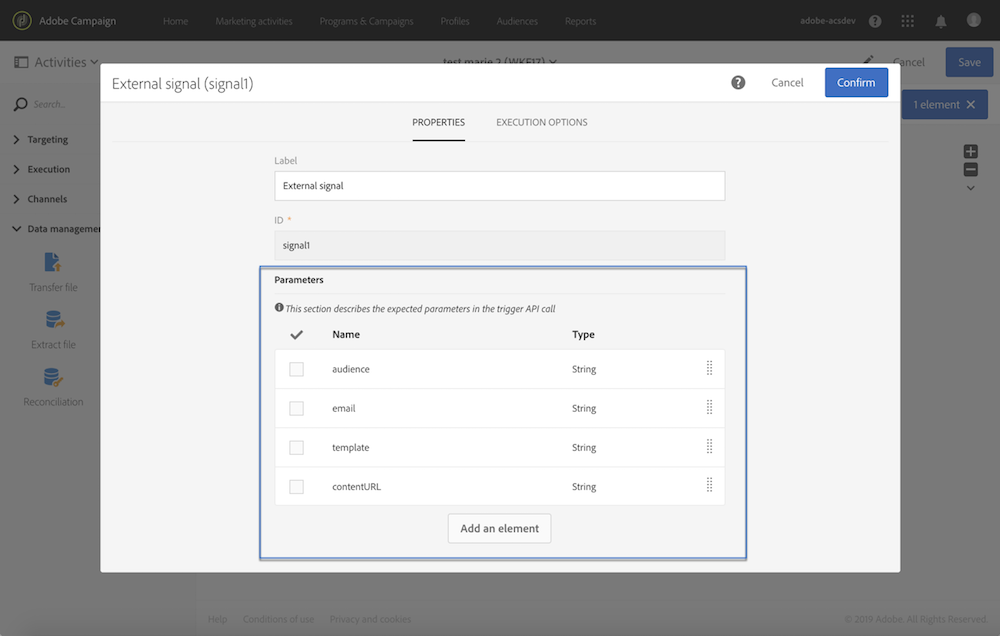 Adobe Campaign Home Marketing activities Programs & Campaigns Profiles Audiences Reports adobe-acsdev
Activities test marie 2 (WKF17) Cancel Save
External signal (signal1) Cancel Confirm
Search... 1 element
PROPERTIES EXECUTION OPTIONS
Targeting
Execution
Channels
Data managemen
Transfer file
Extract file
Reconciliation
Label
External signal
ID *
signal1
Parameters
This section describes the expected parameters in the trigger API call
Name Type
audience String
email String
template String
contentURL String
Add an element
Help Conditions of use Privacy and cookies © 2019 Adobe. All Rights Reserved.